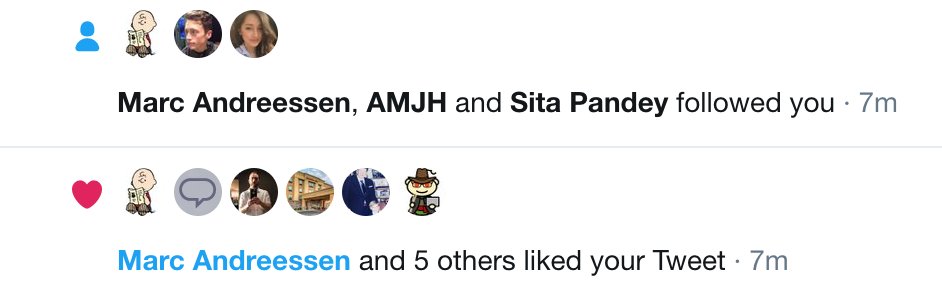 Marc Andreessen, AMJH and Sita Pandey followed you · 7m
Marc Andreessen and 5 others liked your Tweet · 7m